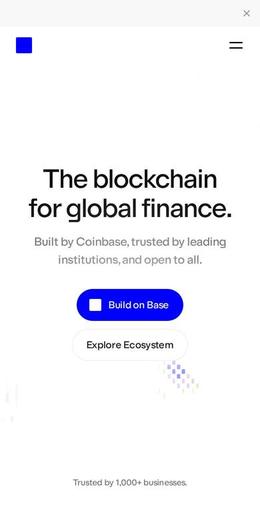 The blockchain
for global finance.
Built by Coinbase, trusted by leading
institutions, and open to all.
Build on Base
Explore Ecosystem
Trusted by 1,000+ businesses.